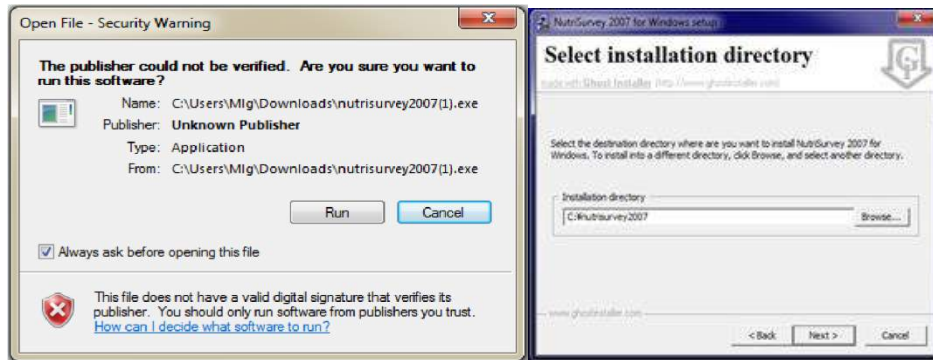 Open File - Security Warning
The publisher could not be verified. Are you sure you want to
run this software?
Name: C:\Users\Mlg\Downloads\nutrisurvey2007(1).exe
Publisher: Unknown Publisher
Type: Application
From: C:\Users\Mlg\Downloads\nutrisurvey2007(1).exe
Run
Cancel
Always ask before opening this file
This file does not have a valid digital signature that verifies its
publisher. You should only run software from publishers you trust.
How can I decide what software to run?
NutriSurvey 2007 for Windows setup
Select installation directory
made with Ghost Installer (http://www.ghostinstaller.com)
Select the destination directory where are you want to install NutriSurvey 2007 for
Windows. To install into a different directory, click Browse, and select another directory.
Installation directory
C:\nutrisurvey2007
Browse...
www.ghostinstaller.com
< Back
Next >
Cancel